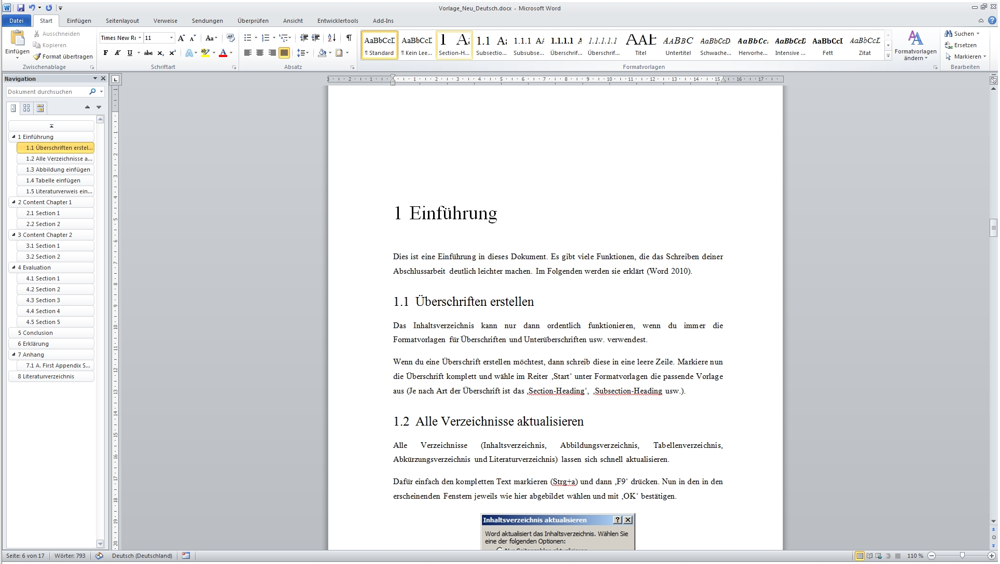 Vorlage_Neu_Deutsch.docx - Microsoft Word
Datei Start Einfügen Seitenlayout Verweise Sendungen Überprüfen Ansicht Entwicklertools Add-Ins
Einfügen
Ausschneiden
Kopieren
Format übertragen
Zwischenablage
Times New Ro 11
Schriftart
Absatz
AaBbCcD AaBbCcD 1 Aa 1.1 Aa 1.1.1 AA 1.1.1.1 A 1.1.1.1.1 AAB AABBC AaBbCcD AaBbCc AaBbCcD AaBbCcD AaBbCcD
¶ Standard ¶ Kein Lee... Section-H... Subsectio... Subsubse... Überschrif... Überschrif... Titel Untertitel Schwache... Hervorhe... Intensive ... Fett Zitat
Formatvorlagen
Formatvorlagen ändern
Suchen
Ersetzen
Markieren
Bearbeiten
Navigation
Dokument durchsuchen
1 Einführung
1.1 Überschriften erstel...
1.2 Alle Verzeichnisse a...
1.3 Abbildung einfügen
1.4 Tabelle einfügen
1.5 Literaturverweis ein...
2 Content Chapter 1
2.1 Section 1
2.2 Section 2
3 Content Chapter 2
3.1 Section 1
3.2 Section 2
4 Evaluation
4.1 Section 1
4.2 Section 2
4.3 Section 3
4.4 Section 4
4.5 Section 5
5 Conclusion
6 Erklärung
7 Anhang
7.1 A. First Appendix S...
8 Literaturverzeichnis
1 Einführung
Dies ist eine Einführung in dieses Dokument. Es gibt viele Funktionen, die das Schreiben deiner
Abschlussarbeit deutlich leichter machen. Im Folgenden werden sie erklärt (Word 2010).
1.1 Überschriften erstellen
Das Inhaltsverzeichnis kann nur dann ordentlich funktionieren, wenn du immer die
Formatvorlagen für Überschriften und Unterüberschriften usw. verwendest.
Wenn du eine Überschrift erstellen möchtest, dann schreib diese in eine leere Zeile. Markiere nun
die Überschrift komplett und wähle im Reiter ‚Start‘ unter Formatvorlagen die passende Vorlage
aus (Je nach Art der Überschrift ist das ‚Section-Heading‘, ‚Subsection-Heading usw.).
1.2 Alle Verzeichnisse aktualisieren
Alle Verzeichnisse (Inhaltsverzeichnis, Abbildungsverzeichnis, Tabellenverzeichnis,
Abkürzungsverzeichnis und Literaturverzeichnis) lassen sich schnell aktualisieren.
Dafür einfach den kompletten Text markieren (Strg+a) und dann ‚F9‘ drücken. Nun in den in den
erscheinenden Fenstern jeweils wie hier abgebildet wählen und mit ‚OK‘ bestätigen.
Inhaltsverzeichnis aktualisieren
Word aktualisiert das Inhaltsverzeichnis. Wählen Sie
eine der folgenden Optionen:
Seite: 6 von 17 Wörter: 793 Deutsch (Deutschland) 110 %